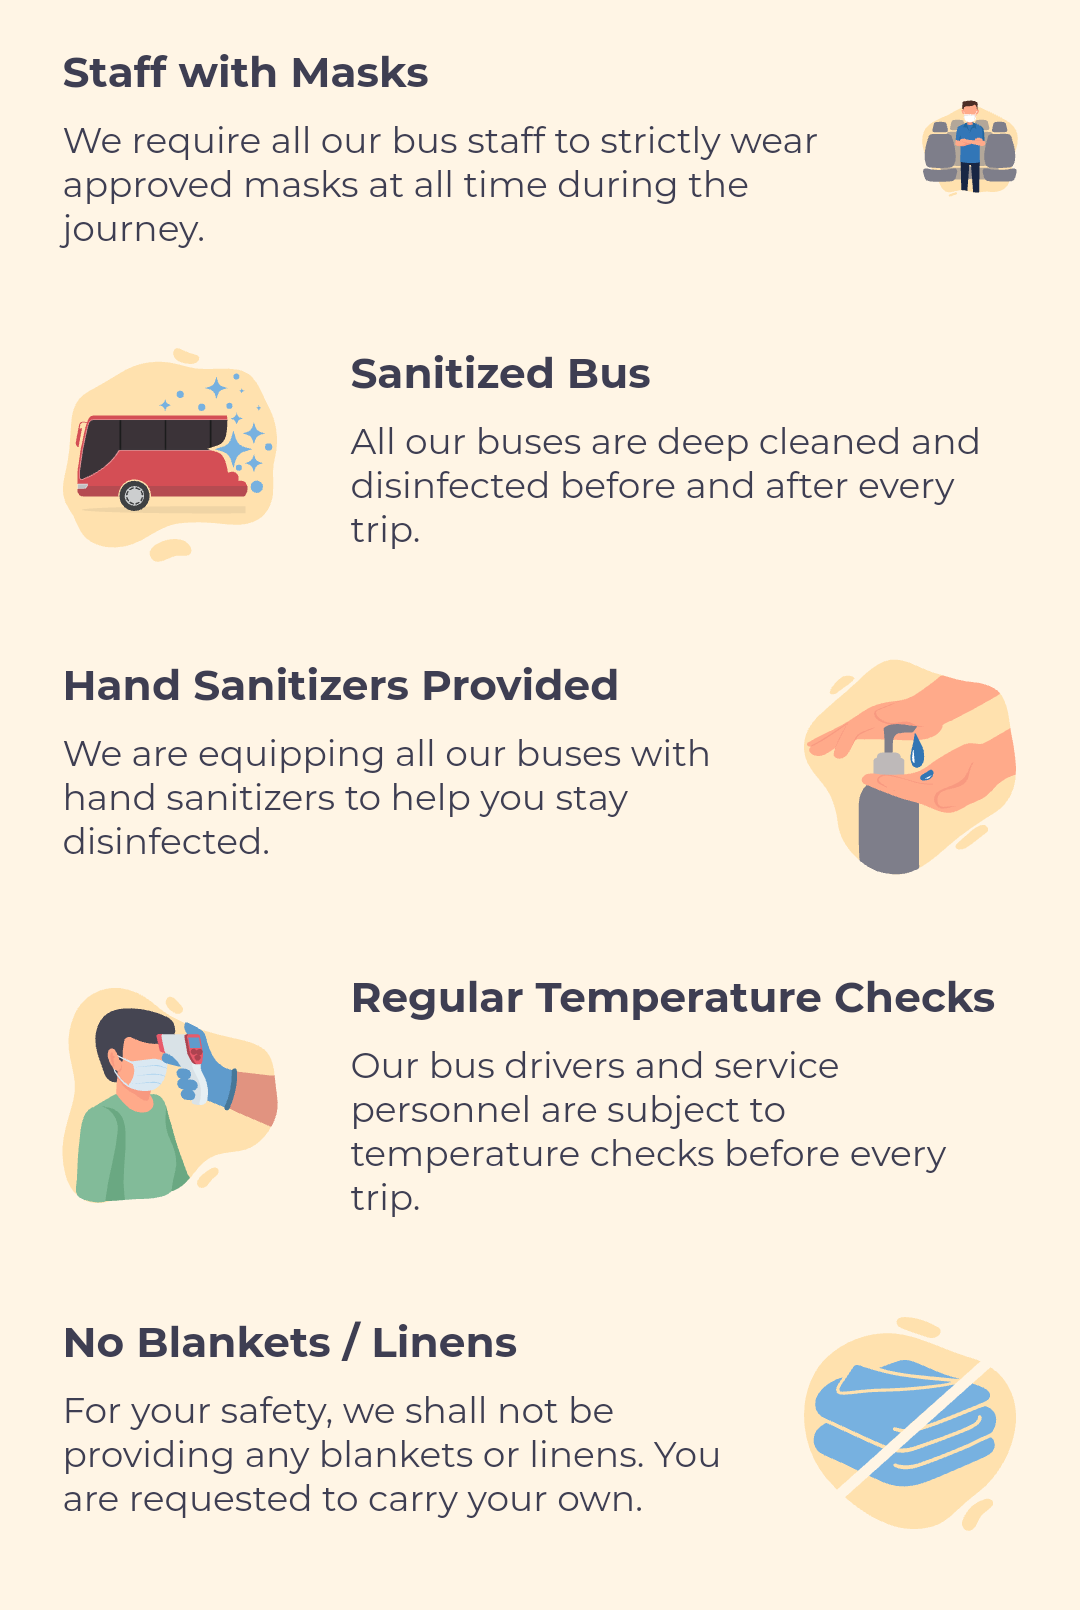 Staff with Masks
We require all our bus staff to strictly wear
approved masks at all time during the
journey.
Sanitized Bus
All our buses are deep cleaned and
disinfected before and after every
trip.
Hand Sanitizers Provided
We are equipping all our buses with
hand sanitizers to help you stay
disinfected.
Regular Temperature Checks
Our bus drivers and service
personnel are subject to
temperature checks before every
trip.
No Blankets / Linens
For your safety, we shall not be
providing any blankets or linens. You
are requested to carry your own.